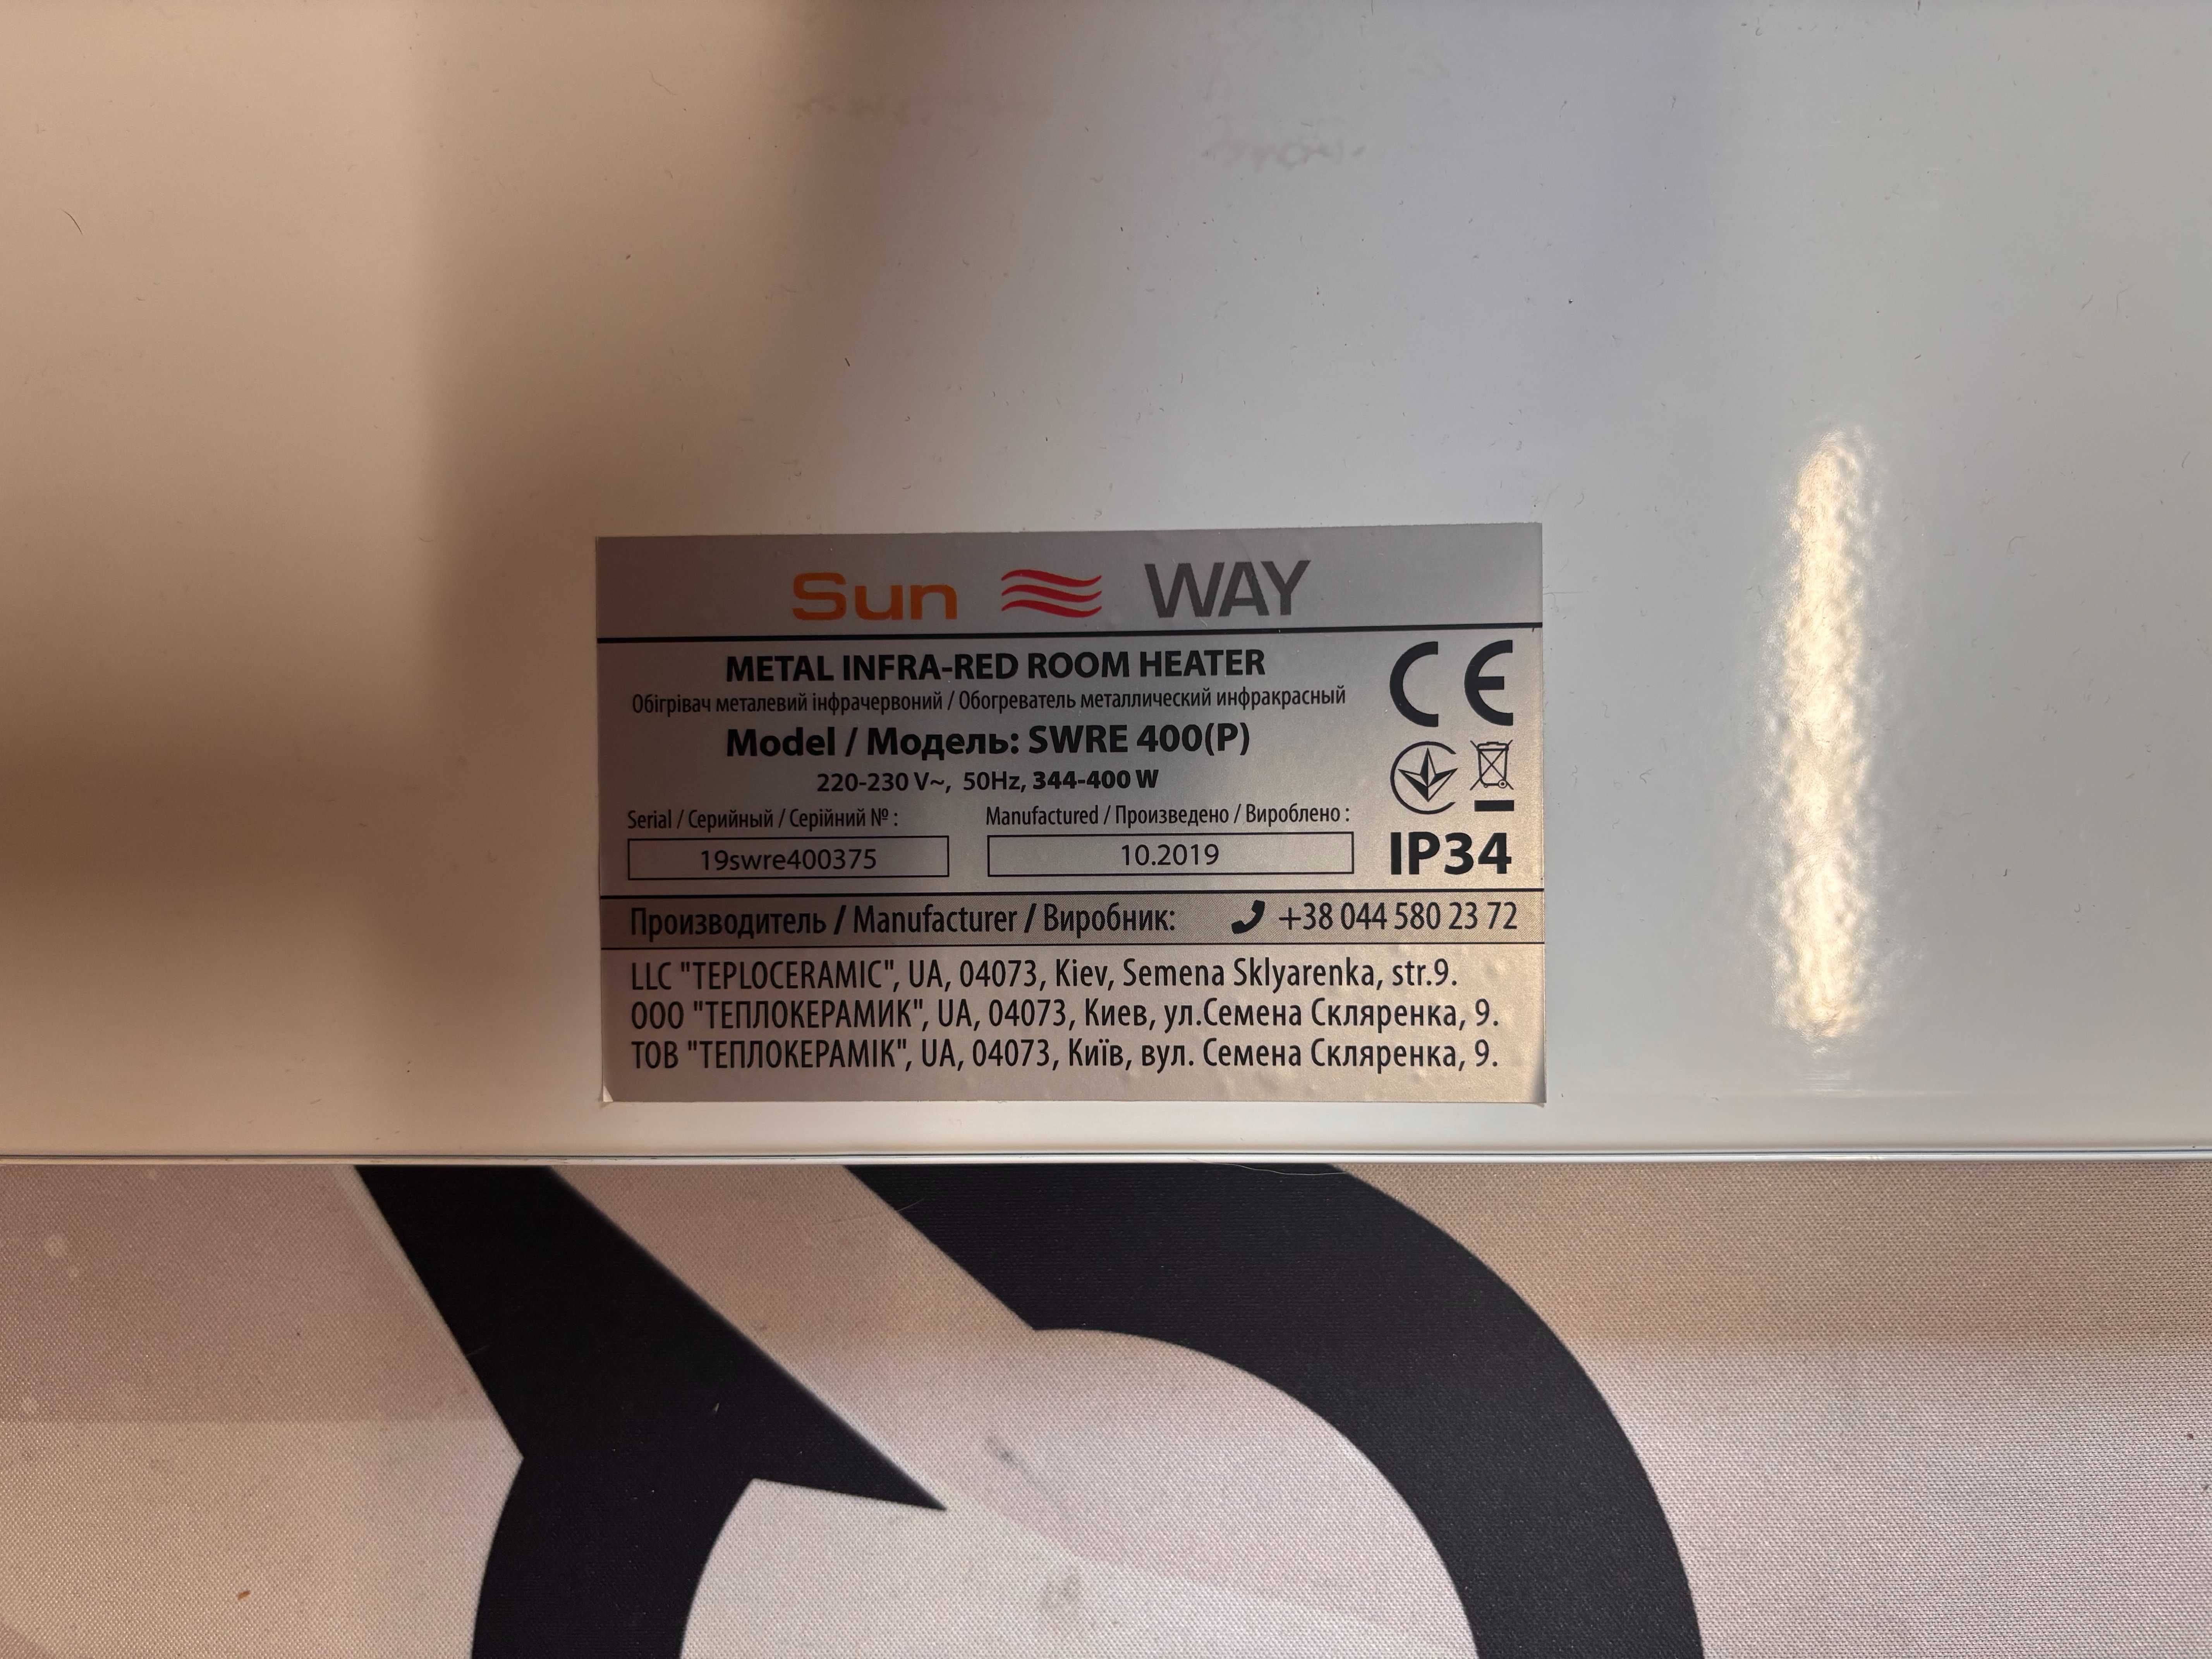 Sun WAY
METAL INFRA-RED ROOM HEATER
Обігрівач металевий інфрачервоний / Обогреватель металлический инфракрасный
Model / Модель: SWRE 400(P)
220-230 V~, 50Hz, 344-400 W
CE
Serial / Серийный / Серійний № :
19swre400375
Manufactured / Произведено / Вироблено :
10.2019
IP34
Производитель / Manufacturer / Виробник: +38 044 580 23 72
LLC "TEPLOCERAMIC", UA, 04073, Kiev, Semena Sklyarenka, str.9.
ООО "ТЕПЛОКЕРАМИК", UA, 04073, Киев, ул.Семена Скляренка, 9.
ТОВ "ТЕПЛОКЕРАМІК", UA, 04073, Київ, вул. Семена Скляренка, 9.